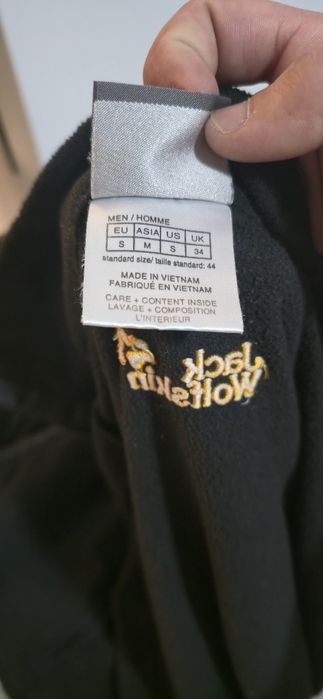 MEN / HOMME
EU ASIA US UK
S M S 34
standard size/ taille standard: 44
MADE IN VIETNAM
FABRIQUÉ EN VIETNAM
CARE + CONTENT INSIDE
LAVAGE + COMPOSITION
L'INTERIEUR
Jack
Wolfskin